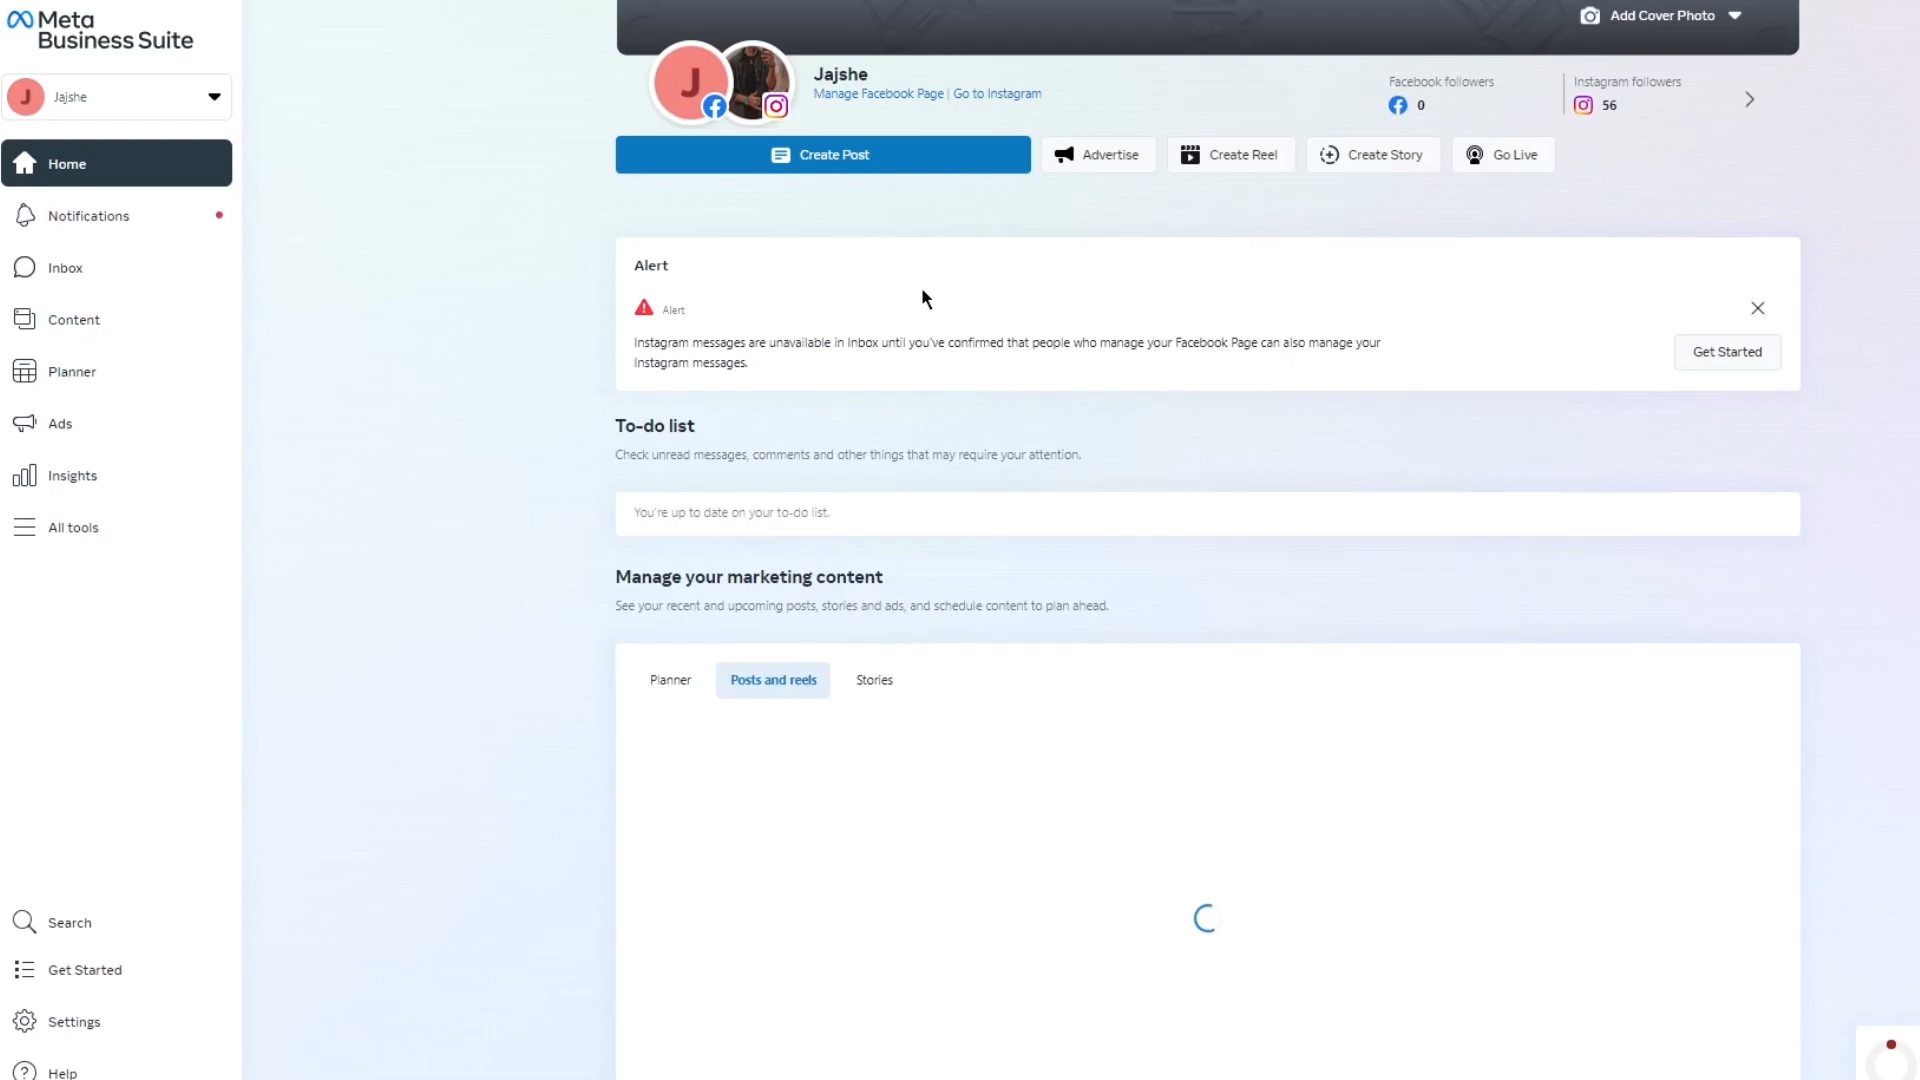 Meta
Business Suite
J
Jajshe
Home
Notifications
Inbox
Content
Planner
Ads
Insights
All tools
Search
Get Started
Settings
Help
Add Cover Photo
J
Jajshe
Manage Facebook Page | Go to Instagram
Facebook followers
0
Instagram followers
56
Create Post
Advertise
Create Reel
Create Story
Go Live
Alert
Alert
Instagram messages are unavailable in Inbox until you've confirmed that people who manage your Facebook Page can also manage your
Instagram messages.
Get Started
To-do list
Check unread messages, comments and other things that may require your attention.
You're up to date on your to-do list.
Manage your marketing content
See your recent and upcoming posts, stories and ads, and schedule content to plan ahead.
Planner
Posts and reels
Stories